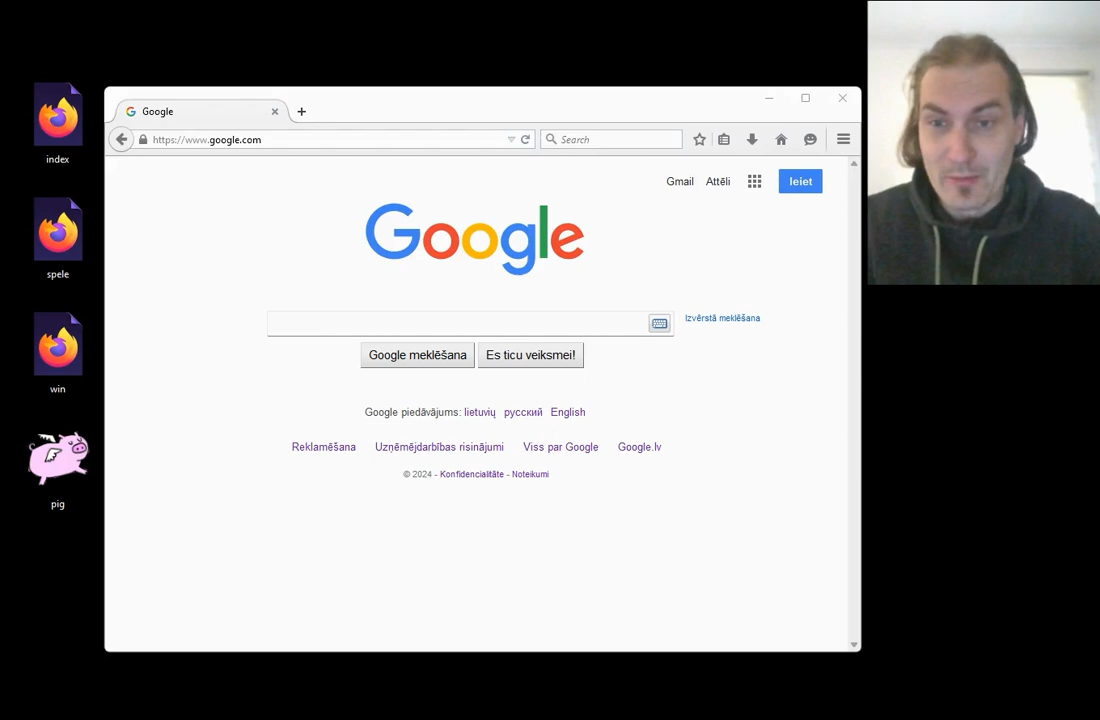 index
spele
win
pig
Google
https://www.google.com
Search
Gmail Attēli Ieiet
Google
Izvērstā meklēšana
Google meklēšana Es ticu veiksmei!
Google piedāvājums: lietuvių русский English
Reklamēšana Uzņēmējdarbības risinājumi Viss par Google Google.lv
© 2024 - Konfidencialitāte - Noteikumi